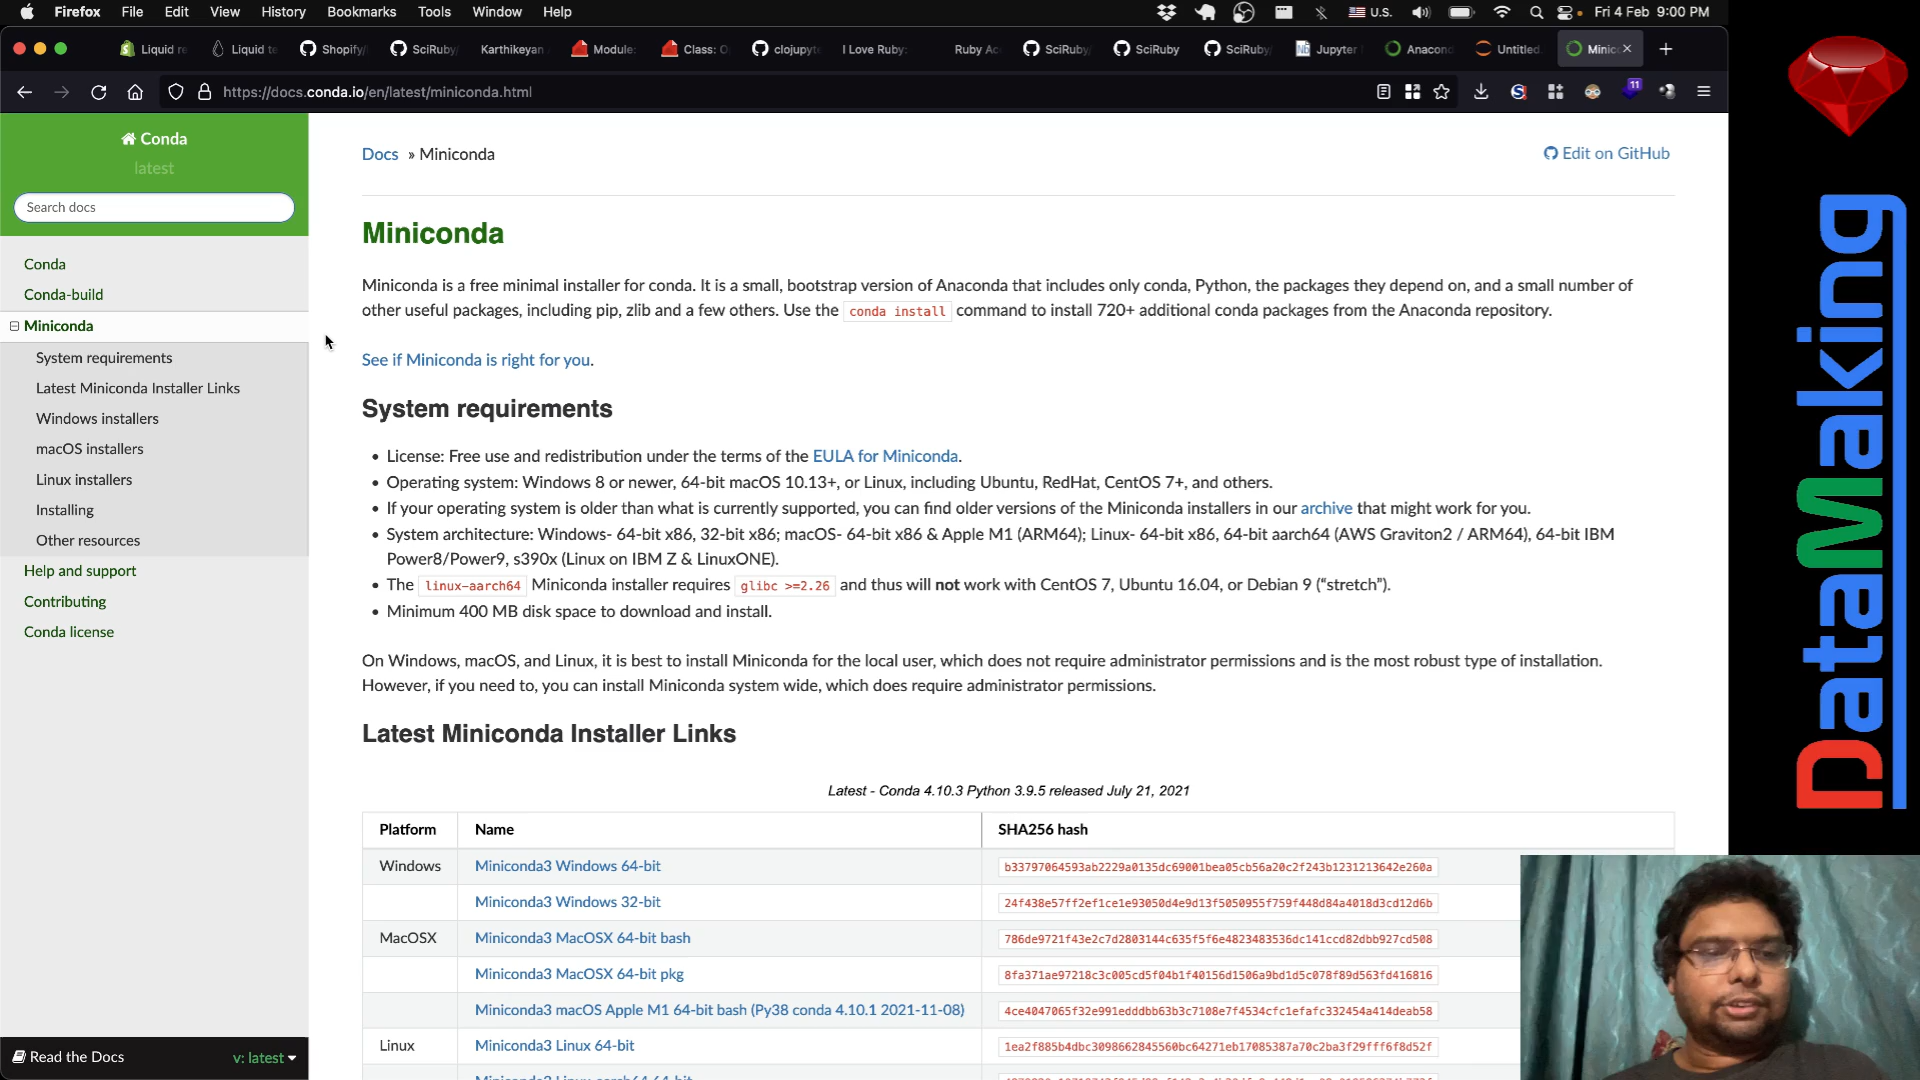 Firefox File Edit View History Bookmarks Tools Window Help U.S. Fri 4 Feb 9:00 PM
Liquid re Liquid te Shopify/ SciRuby/ Karthikeyan Module: Class: O clojupyte I Love Ruby: Ruby Ac SciRuby SciRuby SciRuby/ Jupyter Anacond Untitled Minic
https://docs.conda.io/en/latest/miniconda.html 11
Conda
latest
Search docs
Conda
Conda-build
Miniconda
System requirements
Latest Miniconda Installer Links
Windows installers
macOS installers
Linux installers
Installing
Other resources
Help and support
Contributing
Conda license
Read the Docs v: latest
Docs » Miniconda
Edit on GitHub
Miniconda
Miniconda is a free minimal installer for conda. It is a small, bootstrap version of Anaconda that includes only conda, Python, the packages they depend on, and a small number of
other useful packages, including pip, zlib and a few others. Use the conda install command to install 720+ additional conda packages from the Anaconda repository.
See if Miniconda is right for you.
System requirements
• License: Free use and redistribution under the terms of the EULA for Miniconda.
• Operating system: Windows 8 or newer, 64-bit macOS 10.13+, or Linux, including Ubuntu, RedHat, CentOS 7+, and others.
• If your operating system is older than what is currently supported, you can find older versions of the Miniconda installers in our archive that might work for you.
• System architecture: Windows- 64-bit x86, 32-bit x86; macOS- 64-bit x86 & Apple M1 (ARM64); Linux- 64-bit x86, 64-bit aarch64 (AWS Graviton2 / ARM64), 64-bit IBM
Power8/Power9, s390x (Linux on IBM Z & LinuxONE).
• The linux-aarch64 Miniconda installer requires glibc >=2.26 and thus will not work with CentOS 7, Ubuntu 16.04, or Debian 9 (“stretch”).
• Minimum 400 MB disk space to download and install.
On Windows, macOS, and Linux, it is best to install Miniconda for the local user, which does not require administrator permissions and is the most robust type of installation.
However, if you need to, you can install Miniconda system wide, which does require administrator permissions.
Latest Miniconda Installer Links
Latest - Conda 4.10.3 Python 3.9.5 released July 21, 2021
Platform Name SHA256 hash
Windows Miniconda3 Windows 64-bit b33797064593ab2229a0135dc69001bea05cb56a20c2f243b1231213642e260a
Miniconda3 Windows 32-bit 24f438e57ff2ef1ce1e93050d4e9d13f5050955f759f448d84a4018d3cd12d6b
MacOSX Miniconda3 MacOSX 64-bit bash 786de9721f43e2c7d2803144c635f5f6e4823483536dc141ccd82dbb927cd508
Miniconda3 MacOSX 64-bit pkg 8fa371ae97218c3c005cd5f04b1f40156d1506a9bd1d5c078f89d563fd416816
Miniconda3 macOS Apple M1 64-bit bash (Py38 conda 4.10.1 2021-11-08) 4ce4047065f32e991edddbb63b3c7108e7f4534cfc1efafc332454a414deab58
Linux Miniconda3 Linux 64-bit 1ea2f885b4dbc3098662845560bc64271eb17085387a70c2ba3f29fff6f8d52f
DataMaking